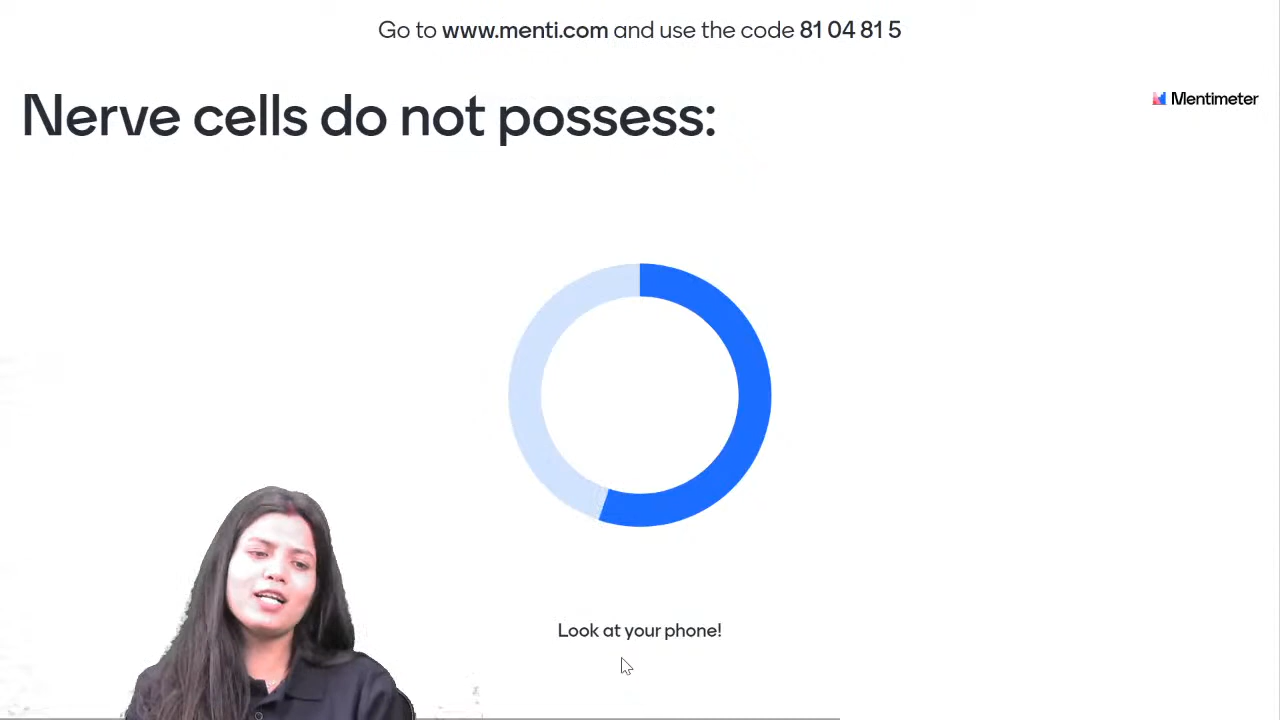 Go to www.menti.com and use the code 81 04 81 5
Nerve cells do not possess:
Mentimeter
Look at your phone!